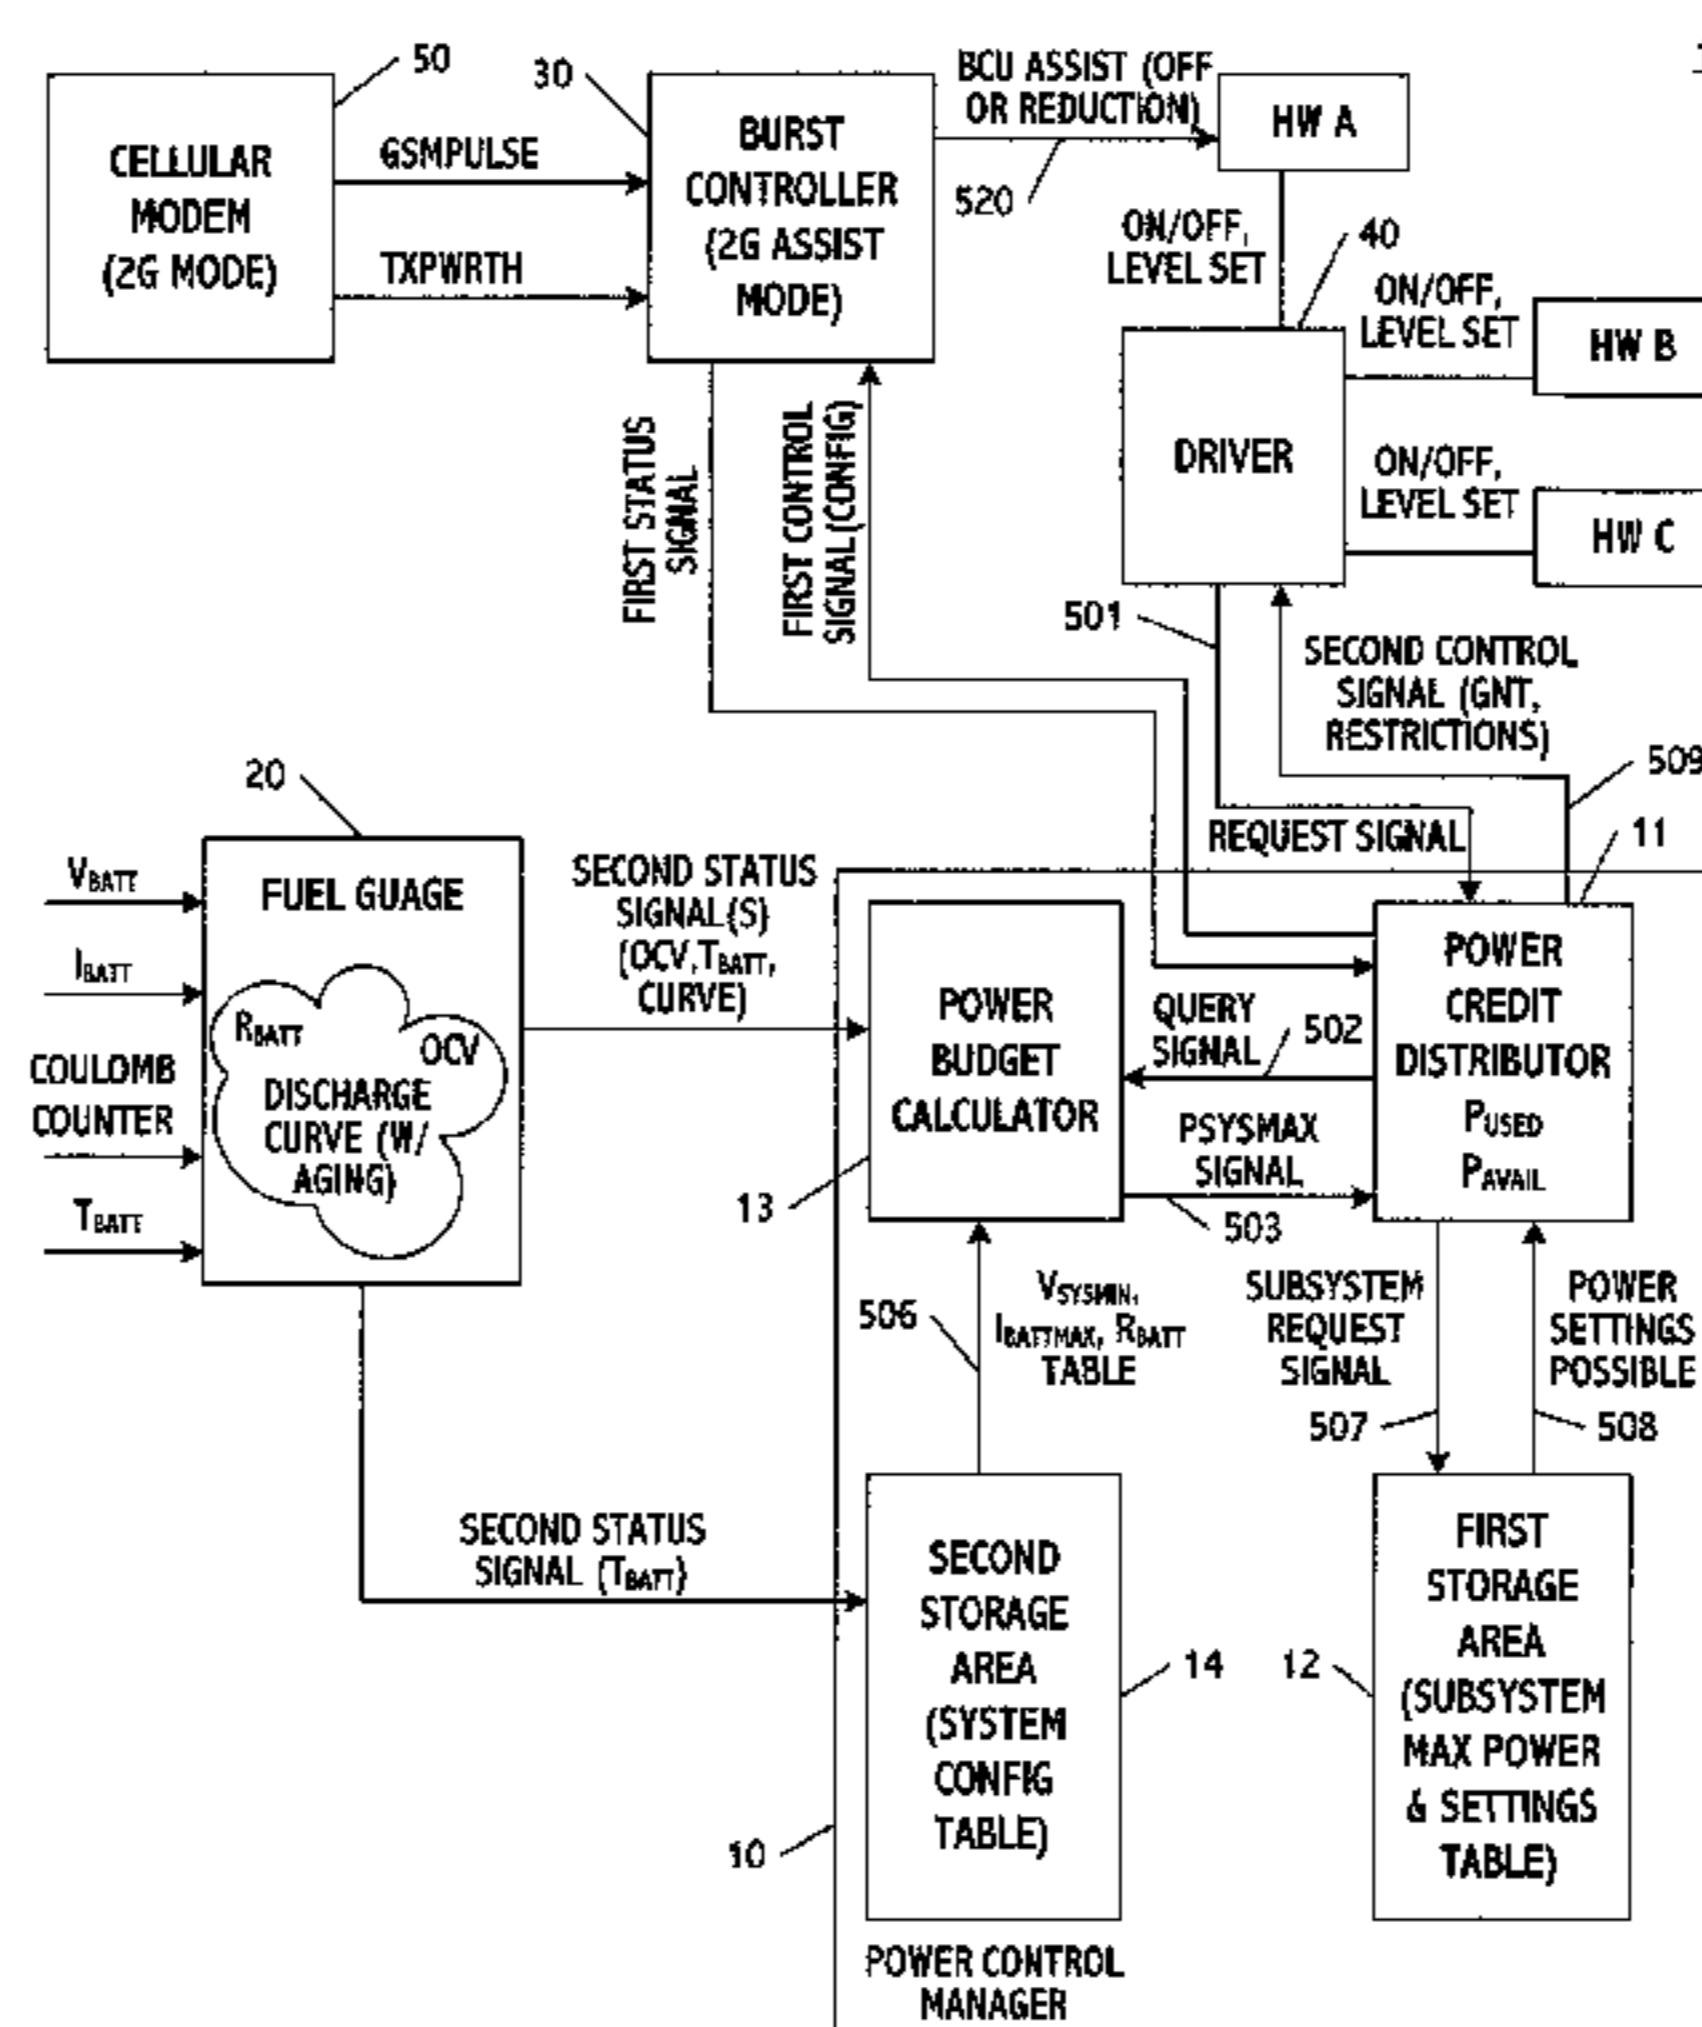 50
CELLULAR
MODEM
(2G MODE)
GSMPULSE
TXPWRTH
30
BURST
CONTROLLER
(2G ASSIST
MODE)
BCU ASSIST (OFF
OR REDUCTION)
520
HW A
ON/OFF,
LEVEL SET
40
DRIVER
ON/OFF,
LEVEL SET
HW B
ON/OFF,
LEVEL SET
HW C
FIRST STATUS
SIGNAL
FIRST CONTROL
SIGNAL(CONFIG)
501
SECOND CONTROL
SIGNAL (GNT,
RESTRICTIONS)
509
REQUEST SIGNAL
11
20
FUEL GUAGE
VBATT
IBATT
COULOMB
COUNTER
TBATT
RBATT
OCV
DISCHARGE
CURVE (W/
AGING)
SECOND STATUS
SIGNAL(S)
(OCV,TBATT,
CURVE)
POWER
BUDGET
CALCULATOR
13
QUERY
SIGNAL
502
PSYSMAX
SIGNAL
503
POWER
CREDIT
DISTRIBUTOR
PUSED
PAVAIL
506
VSYSMIN,
IBATTMAX, RBATT
TABLE
SUBSYSTEM
REQUEST
SIGNAL
507
POWER
SETTINGS
POSSIBLE
508
SECOND STATUS
SIGNAL (TBATT)
SECOND
STORAGE
AREA
(SYSTEM
CONFIG
TABLE)
14
12
FIRST
STORAGE
AREA
(SUBSYSTEM
MAX POWER
& SETTINGS
TABLE)
10
POWER CONTROL
MANAGER